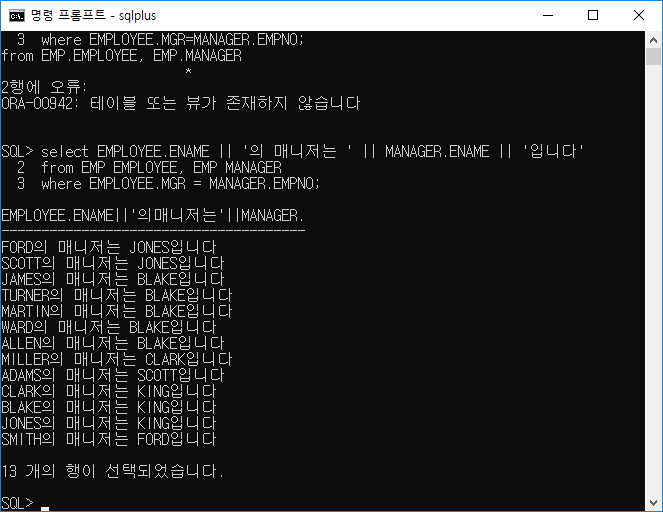 명령 프롬프트 - sqlplus
  3  where EMPLOYEE.MGR=MANAGER.EMPNO;
from EMP.EMPLOYEE, EMP.MANAGER
                       *
2행에 오류:
ORA-00942: 테이블 또는 뷰가 존재하지 않습니다
SQL> select EMPLOYEE.ENAME || '의 매니저는 ' || MANAGER.ENAME || '입니다'
  2  from EMP EMPLOYEE, EMP MANAGER
  3  where EMPLOYEE.MGR = MANAGER.EMPNO;
EMPLOYEE.ENAME||'의매니저는'||MANAGER.
--------------------------------------
FORD의 매니저는 JONES입니다
SCOTT의 매니저는 JONES입니다
JAMES의 매니저는 BLAKE입니다
TURNER의 매니저는 BLAKE입니다
MARTIN의 매니저는 BLAKE입니다
WARD의 매니저는 BLAKE입니다
ALLEN의 매니저는 BLAKE입니다
MILLER의 매니저는 CLARK입니다
ADAMS의 매니저는 SCOTT입니다
CLARK의 매니저는 KING입니다
BLAKE의 매니저는 KING입니다
JONES의 매니저는 KING입니다
SMITH의 매니저는 FORD입니다
13 개의 행이 선택되었습니다.
SQL>